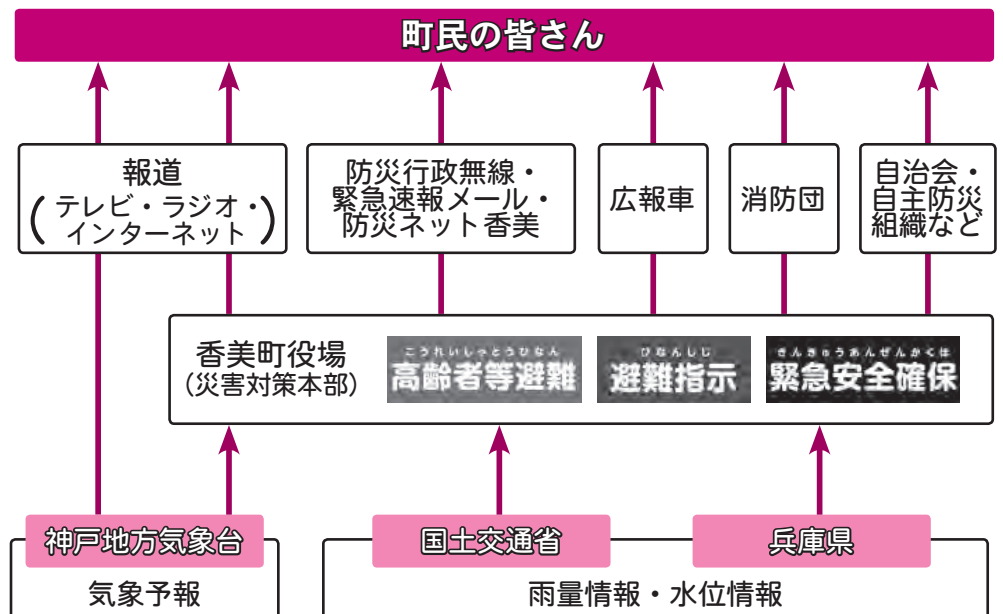 町民の皆さん
報道
(テレビ・ラジオ・
インターネット)
防災行政無線・
緊急速報メール・
防災ネット香美
広報車
消防団
自治会・
自主防災
組織など
香美町役場
(災害対策本部)
こうれいしゃとうひなん
高齢者等避難
ひなんしじ
避難指示
きんきゅうあんぜんかくほ
緊急安全確保
神戸地方気象台
気象予報
国土交通省
兵庫県
雨量情報・水位情報